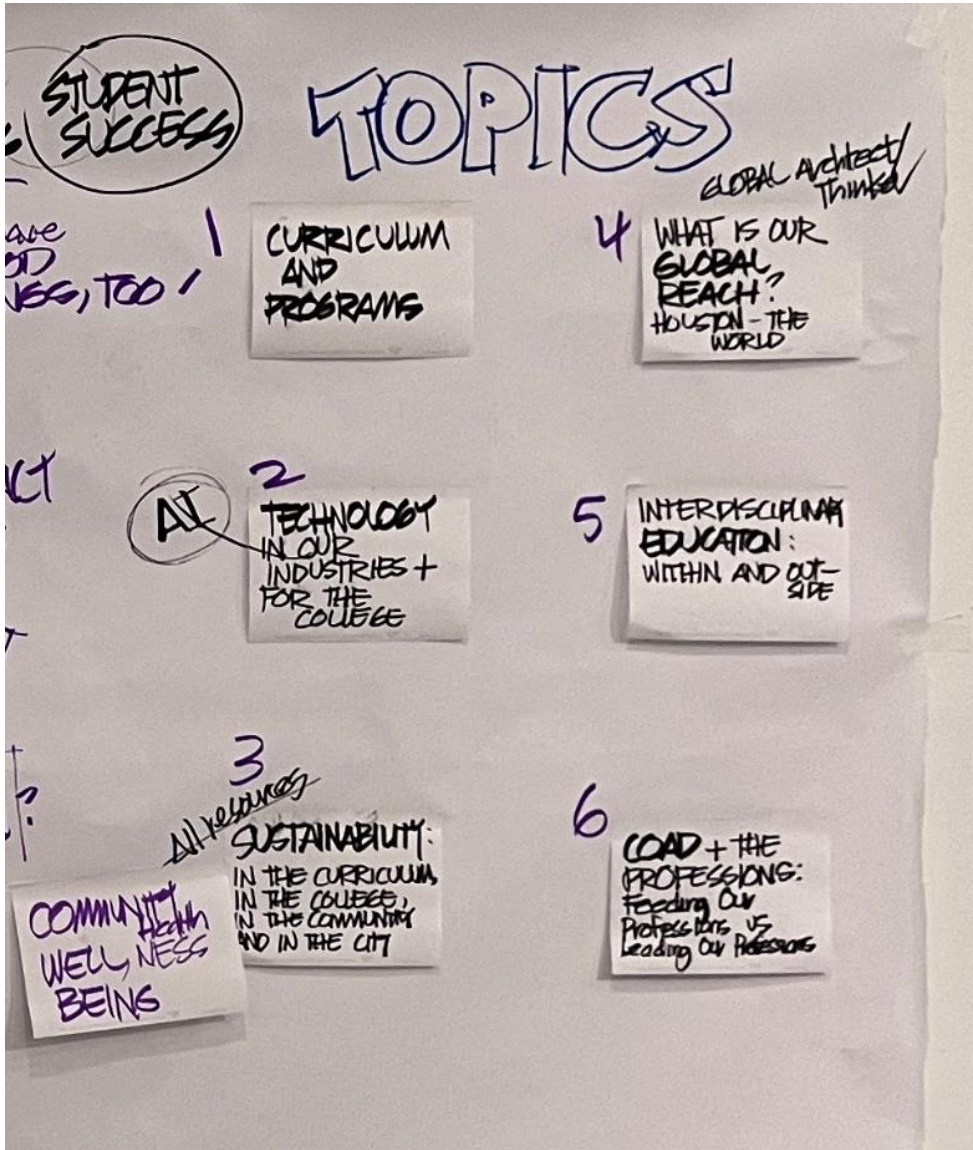 STUDENT
SUCCESS
TOPICS
TOO
1
CURRICULUM
AND
PROGRAMS
GLOBAL Architect/
Thinker
4
WHAT IS OUR
GLOBAL
REACH?
HOUSTON - THE
WORLD
AI
2
TECHNOLOGY
IN OUR
INDUSTRIES +
FOR THE
COLLEGE
5
INTERDISCIPLINARY
EDUCATION:
WITHIN AND OUT-
SIDE
3
All resources
SUSTAINABILITY:
IN THE CURRICULUM,
IN THE COLLEGE,
IN THE COMMUNITY
AND IN THE CITY
COMMUNITY
Health
WELL, NESS
BEING
6
COAD + THE
PROFESSIONS:
Feeding Our
Professions vs
Leading Our Professions